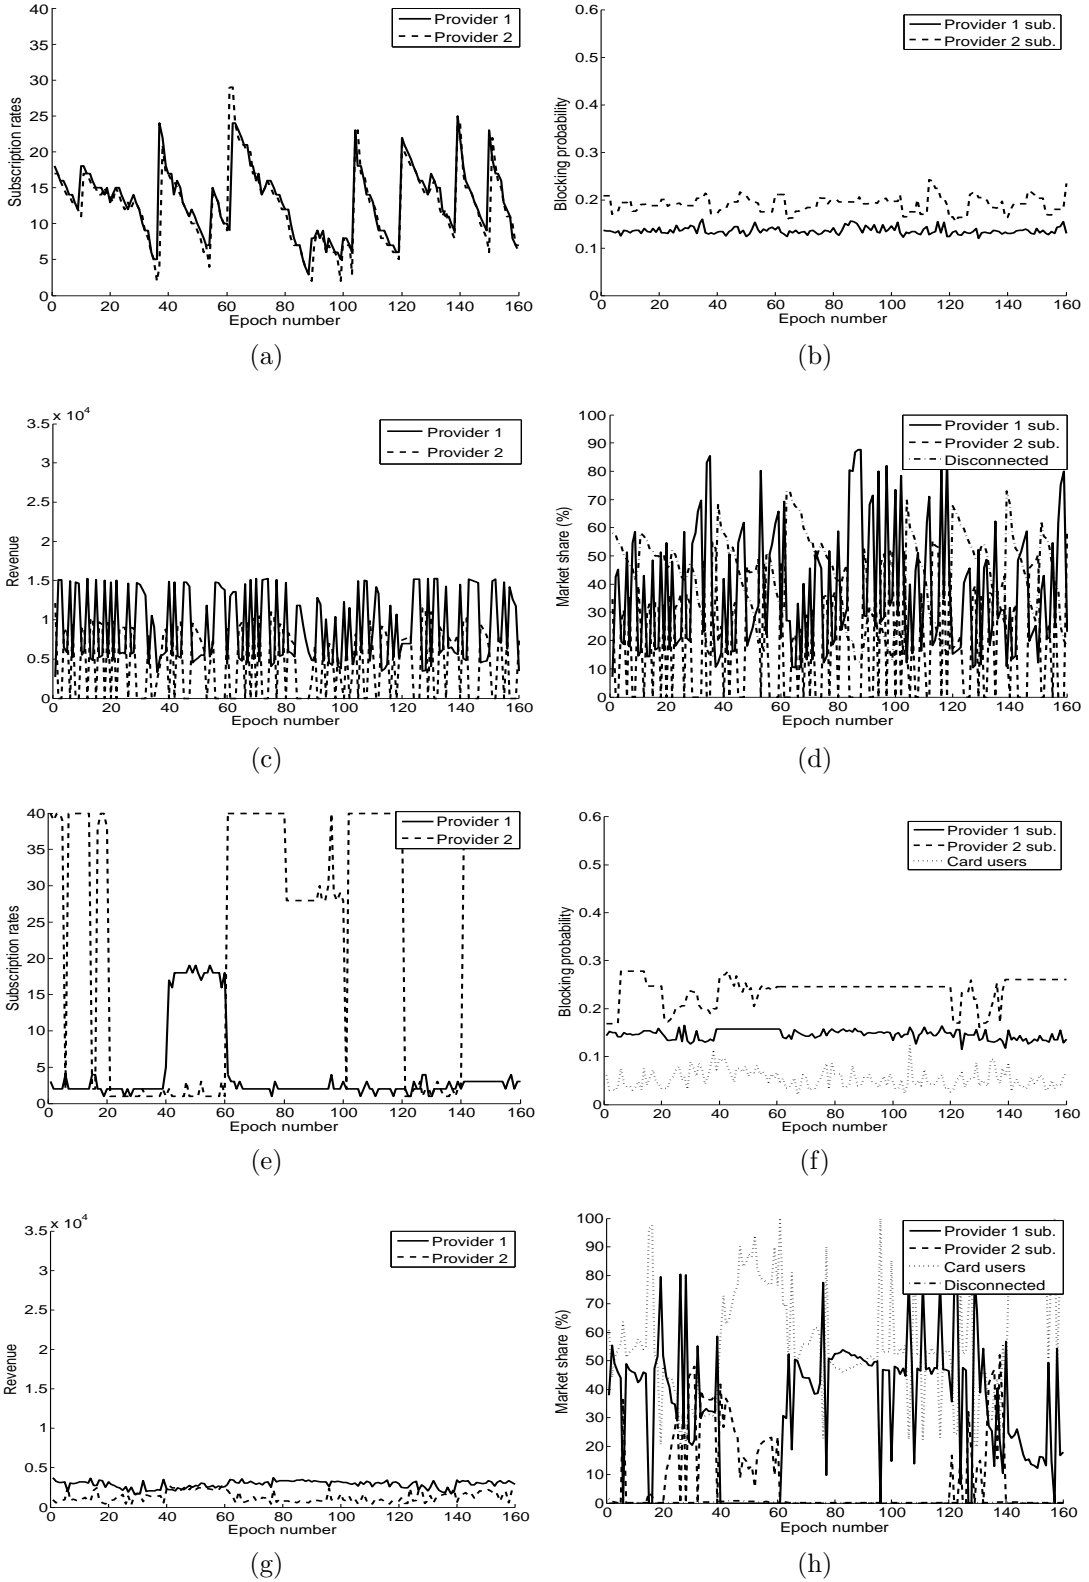 40
35
30
25
20
15
10
5
0
Subscription rates
Provider 1
Provider 2
0 20 40 60 80 100 120 140 160
Epoch number
(a)
0.6
0.5
0.4
0.3
0.2
0.1
0
Blocking probability
Provider 1 sub.
Provider 2 sub.
0 20 40 60 80 100 120 140 160
Epoch number
(b)
x 10^4
3.5
3
2.5
2
1.5
1
0.5
0
Revenue
Provider 1
Provider 2
0 20 40 60 80 100 120 140 160
Epoch number
(c)
100
90
80
70
60
50
40
30
20
10
0
Market share (%)
Provider 1 sub.
Provider 2 sub.
Disconnected
0 20 40 60 80 100 120 140 160
Epoch number
(d)
40
35
30
25
20
15
10
5
0
Subscription rates
Provider 1
Provider 2
0 20 40 60 80 100 120 140 160
Epoch number
(e)
0.6
0.5
0.4
0.3
0.2
0.1
0
Blocking probability
Provider 1 sub.
Provider 2 sub.
Card users
0 20 40 60 80 100 120 140 160
Epoch number
(f)
x 10^4
3.5
3
2.5
2
1.5
1
0.5
0
Revenue
Provider 1
Provider 2
0 20 40 60 80 100 120 140 160
Epoch number
(g)
100
90
80
70
60
50
40
30
20
10
0
Market share (%)
Provider 1 sub.
Provider 2 sub.
Card users
Disconnected
0 20 40 60 80 100 120 140 160
Epoch number
(h)